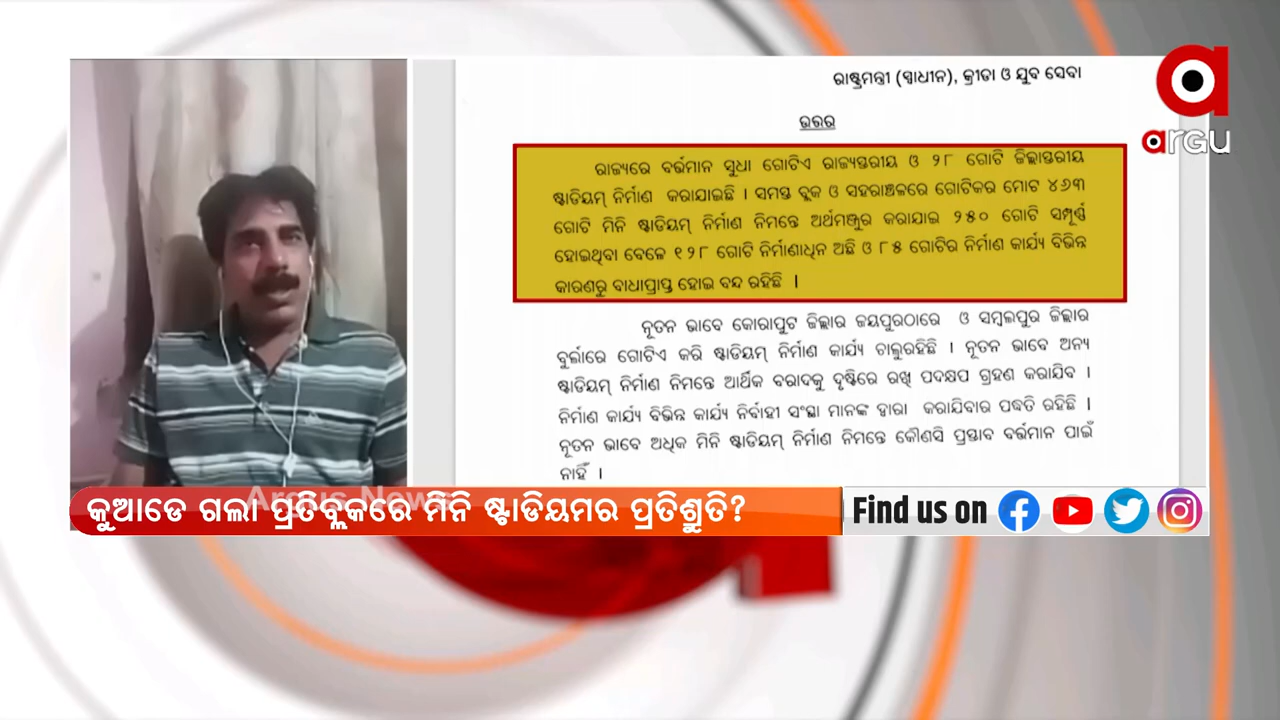 ରାଷ୍ଟ୍ରମନ୍ତ୍ରୀ (ସ୍ୱାଧୀନ), କ୍ରୀଡା ଓ ଯୁବ ସେବା
ଉତ୍ତର
ରାଜ୍ୟରେ ବର୍ତ୍ତମାନ ସୁଧା ଗୋଟିଏ ରାଜ୍ୟସ୍ତରୀୟ ଓ ୨୮ ଗୋଟି ଜିଲ୍ଲାସ୍ତରୀୟ
ଷ୍ଟାଡିୟମ୍ ନିର୍ମାଣ କରାଯାଇଛି । ସମସ୍ତ ବ୍ଲକ ଓ ସହରାଞ୍ଚଳରେ ଗୋଟିକର ମୋଟ ୪୬୩
ଗୋଟି ମିନି ଷ୍ଟାଡିୟମ୍ ନିର୍ମାଣ ନିମନ୍ତେ ଅର୍ଥମଞ୍ଜୁର କରାଯାଇ ୨୫୦ ଗୋଟି ସମ୍ପୂର୍ଣ୍ଣ
ହୋଇଥିବା ବେଳେ ୧୨୮ ଗୋଟି ନିର୍ମାଣାଧିନ ଅଛି ଓ ୮୫ ଗୋଟିର ନିର୍ମାଣ କାର୍ଯ୍ୟ ବିଭିନ୍ନ
କାରଣରୁ ବାଧାପ୍ରାପ୍ତ ହୋଇ ବନ୍ଦ ରହିଛି ।
ନୂତନ ଭାବେ କୋରାପୁଟ ଜିଲ୍ଲାର ଜୟପୁରଠାରେ ଓ ସମ୍ବଲପୁର ଜିଲ୍ଲାର
ବୁର୍ଲାରେ ଗୋଟିଏ କରି ଷ୍ଟାଡିୟମ୍ ନିର୍ମାଣ କାର୍ଯ୍ୟ ଚାଲୁରହିଛି । ନୂତନ ଭାବେ ଅନ୍ୟ
ଷ୍ଟାଡିୟମ୍ ନିର୍ମାଣ ନିମନ୍ତେ ଆର୍ଥିକ ବରାଦକୁ ଦୃଷ୍ଟିରେ ରଖି ପଦକ୍ଷପ ଗ୍ରହଣ କରାଯିବ ।
ନିର୍ମାଣ କାର୍ଯ୍ୟ ବିଭିନ୍ନ କାର୍ଯ୍ୟ ନିର୍ବାହୀ ସଂସ୍ଥା ମାନଙ୍କ ଦ୍ୱାରା କରାଯିବାର ପଦ୍ଧତି ରହିଛି ।
ନୂତନ ଭାବେ ଅଧିକ ମିନି ଷ୍ଟାଡିୟମ୍ ନିର୍ମାଣ ନିମନ୍ତେ କୌଣସି ପ୍ରସ୍ତାବ ବର୍ତ୍ତମାନ ପାଇଁ
ନାହିଁ ।
argu
Argus News
କୁଆଡେ ଗଲା ପ୍ରତିବ୍ଲକରେ ମିନି ଷ୍ଟାଡିୟମର ପ୍ରତିଶ୍ରୁତି?
Find us on